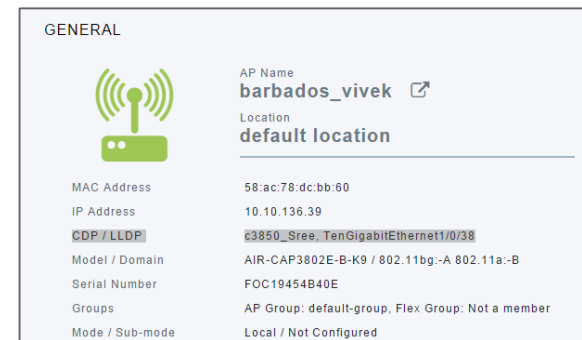 GENERAL
AP Name
barbados_vivek
Location
default location
MAC Address 58:ac:78:dc:bb:60
IP Address 10.10.136.39
CDP / LLDP c3850_Sree, TenGigabitEthernet1/0/38
Model / Domain AIR-CAP3802E-B-K9 / 802.11bg:-A 802.11a:-B
Serial Number FOC19454B40E
Groups AP Group: default-group, Flex Group: Not a member
Mode / Sub-mode Local / Not Configured